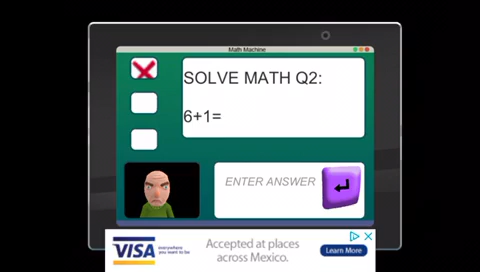 Math Machine
SOLVE MATH Q2:
6+1=
ENTER ANSWER
VISA
everywhere
you want to be
Accepted at places
across Mexico.
Learn More